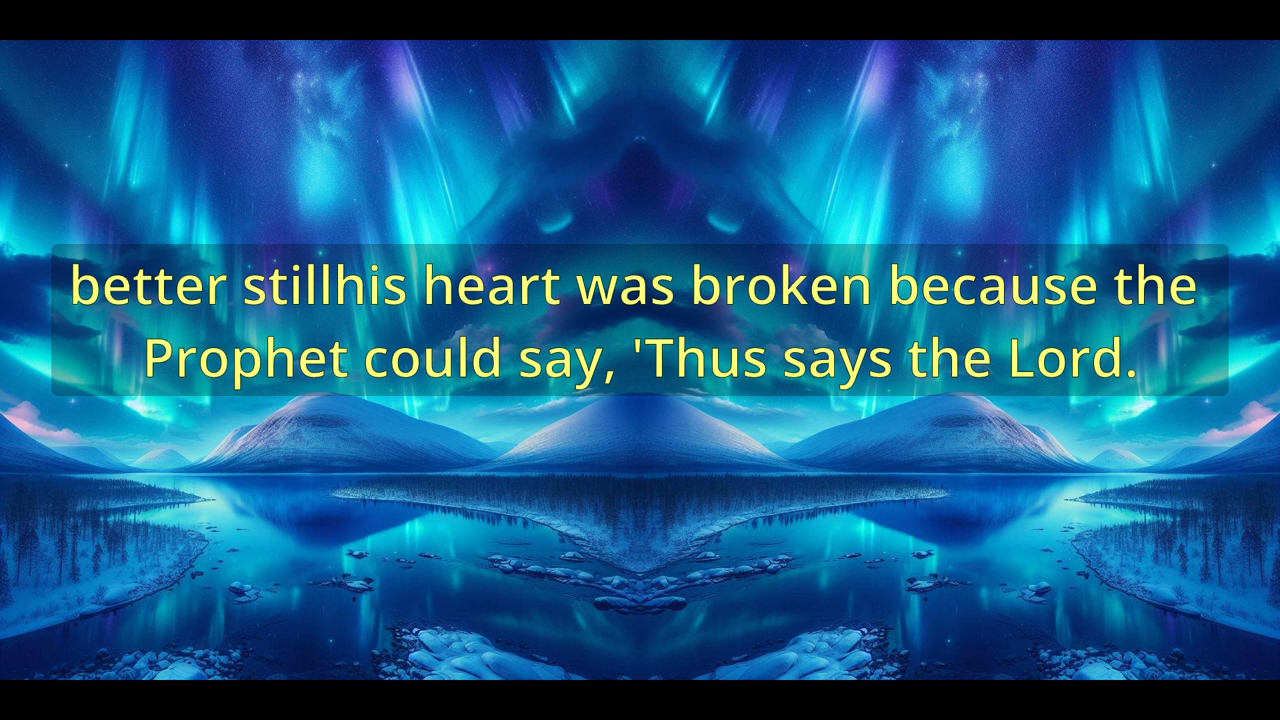 better stillhis heart was broken because the
Prophet could say, 'Thus says the Lord.